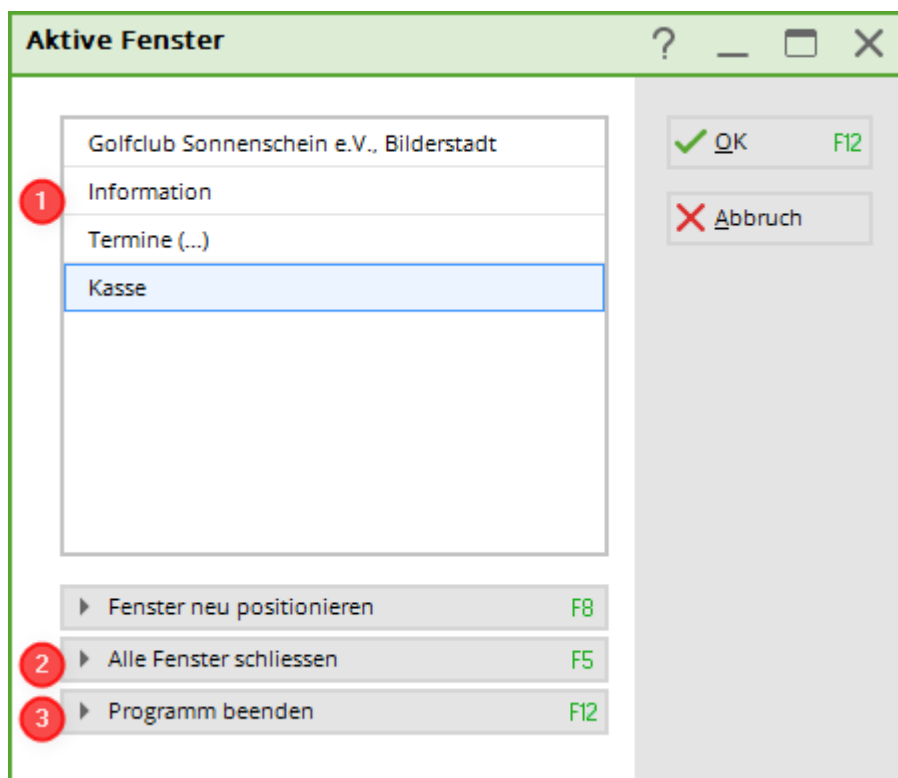 Aktive Fenster
?
Golfclub Sonnenschein e.V., Bilderstadt
OK F12
1
Information
Abbruch
Termine (...)
Kasse
Fenster neu positionieren F8
2
Alle Fenster schliessen F5
3
Programm beenden F12